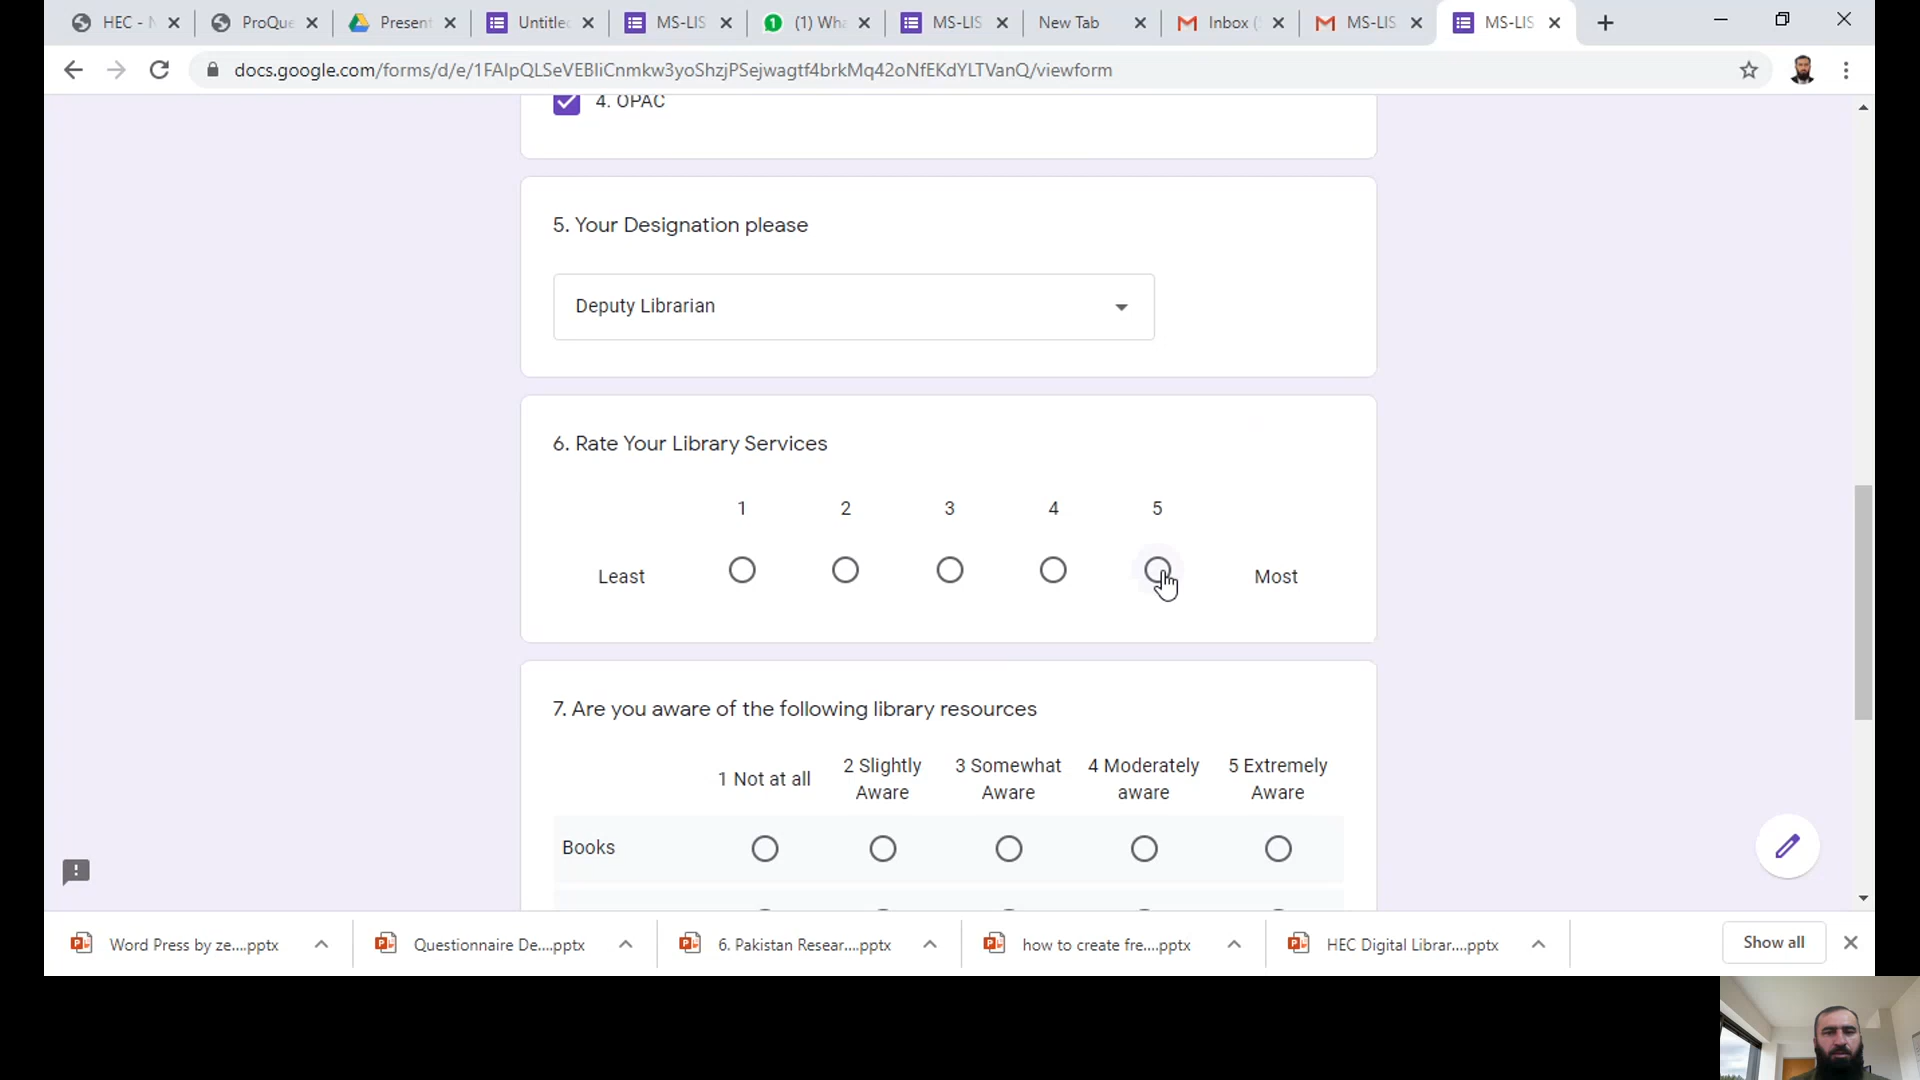 HEC - N
ProQue
Present
Untitled
MS-LIS
(1) Wha
MS-LIS
New Tab
Inbox (
MS-LIS
MS-LIS
docs.google.com/forms/d/e/1FAIpQLSeVEBIiCnmkw3yoShzjPSejwagtf4brkMq42oNfEKdYLTVanQ/viewform
4. OPAC
5. Your Designation please
Deputy Librarian
6. Rate Your Library Services
1 2 3 4 5
Least Most
7. Are you aware of the following library resources
1 Not at all
2 Slightly Aware
3 Somewhat Aware
4 Moderately aware
5 Extremely Aware
Books
Word Press by ze....pptx
Questionnaire De....pptx
6. Pakistan Resear....pptx
how to create fre....pptx
HEC Digital Librar....pptx
Show all